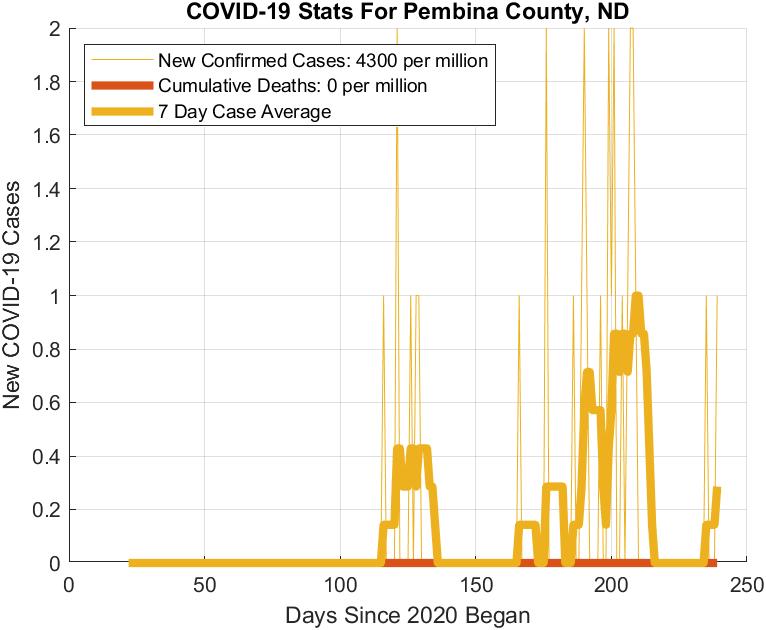 COVID-19 Stats For Pembina County, ND
New Confirmed Cases: 4300 per million
Cumulative Deaths: 0 per million
7 Day Case Average
New COVID-19 Cases
2
1.8
1.6
1.4
1.2
1
0.8
0.6
0.4
0.2
0
0 50 100 150 200 250
Days Since 2020 Began